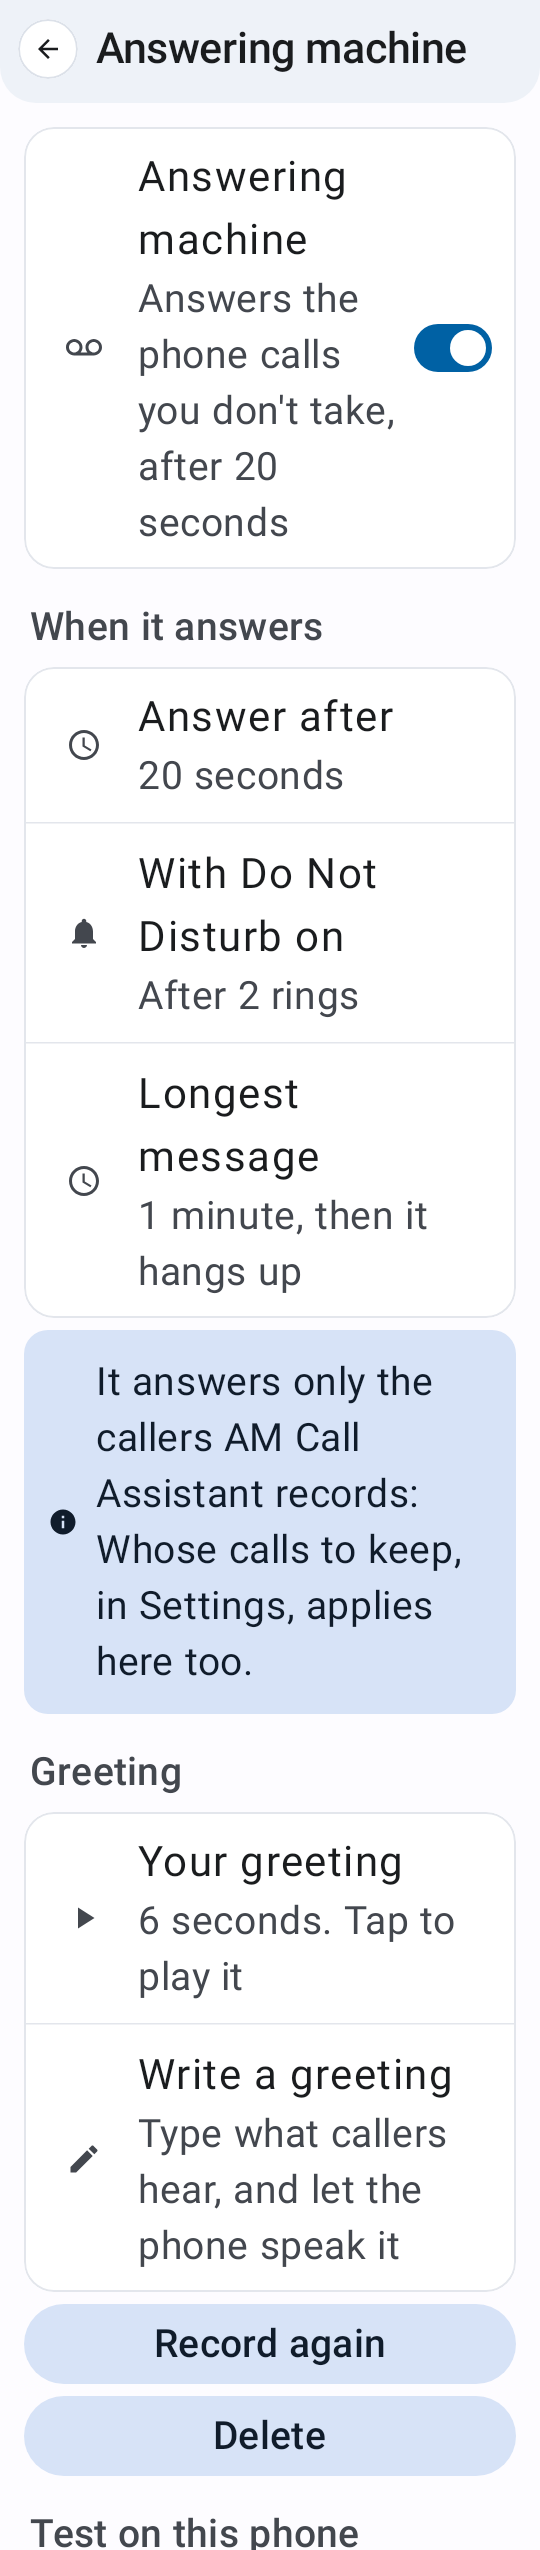 Answering machine
Answering
machine
Answers the
phone calls
you don't take,
after 20
seconds
When it answers
Answer after
20 seconds
With Do Not
Disturb on
After 2 rings
Longest
message
1 minute, then it
hangs up
It answers only the
callers AM Call
Assistant records:
Whose calls to keep,
in Settings, applies
here too.
Greeting
Your greeting
6 seconds. Tap to
play it
Write a greeting
Type what callers
hear, and let the
phone speak it
Record again
Delete
Test on this phone